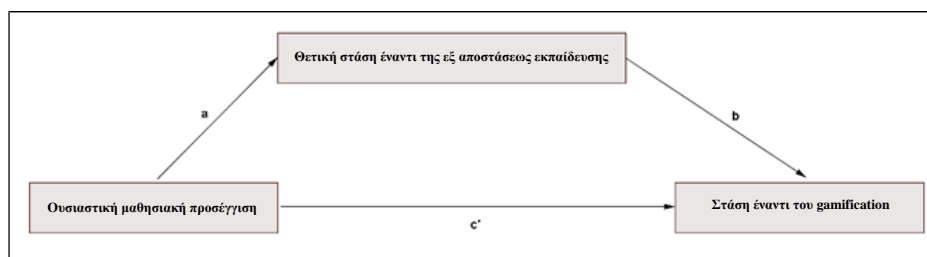 Θετική στάση έναντι της εξ αποστάσεως εκπαίδευσης
a
b
Ουσιαστική μαθησιακή προσέγγιση
Στάση έναντι του gamification
c'